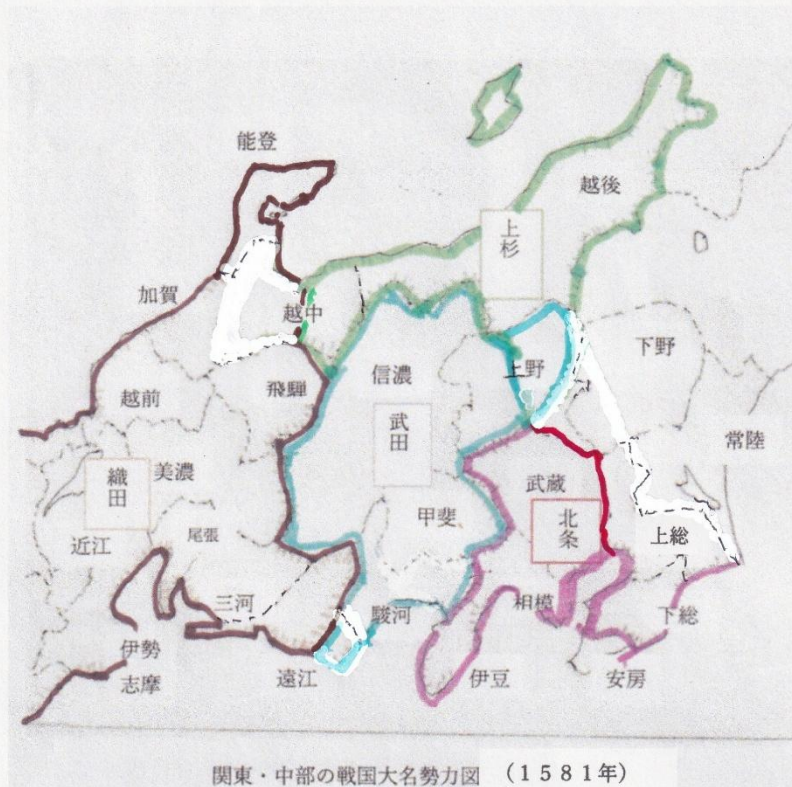 能登
越後
上杉
加賀
越中
上野
下野
信濃
飛騨
越前
武田
常陸
織田
美濃
武蔵
北条
甲斐
尾張
近江
上総
三河
駿河
相模
下総
伊勢
志摩
遠江
伊豆
安房
関東・中部の戦国大名勢力図 (1581年)